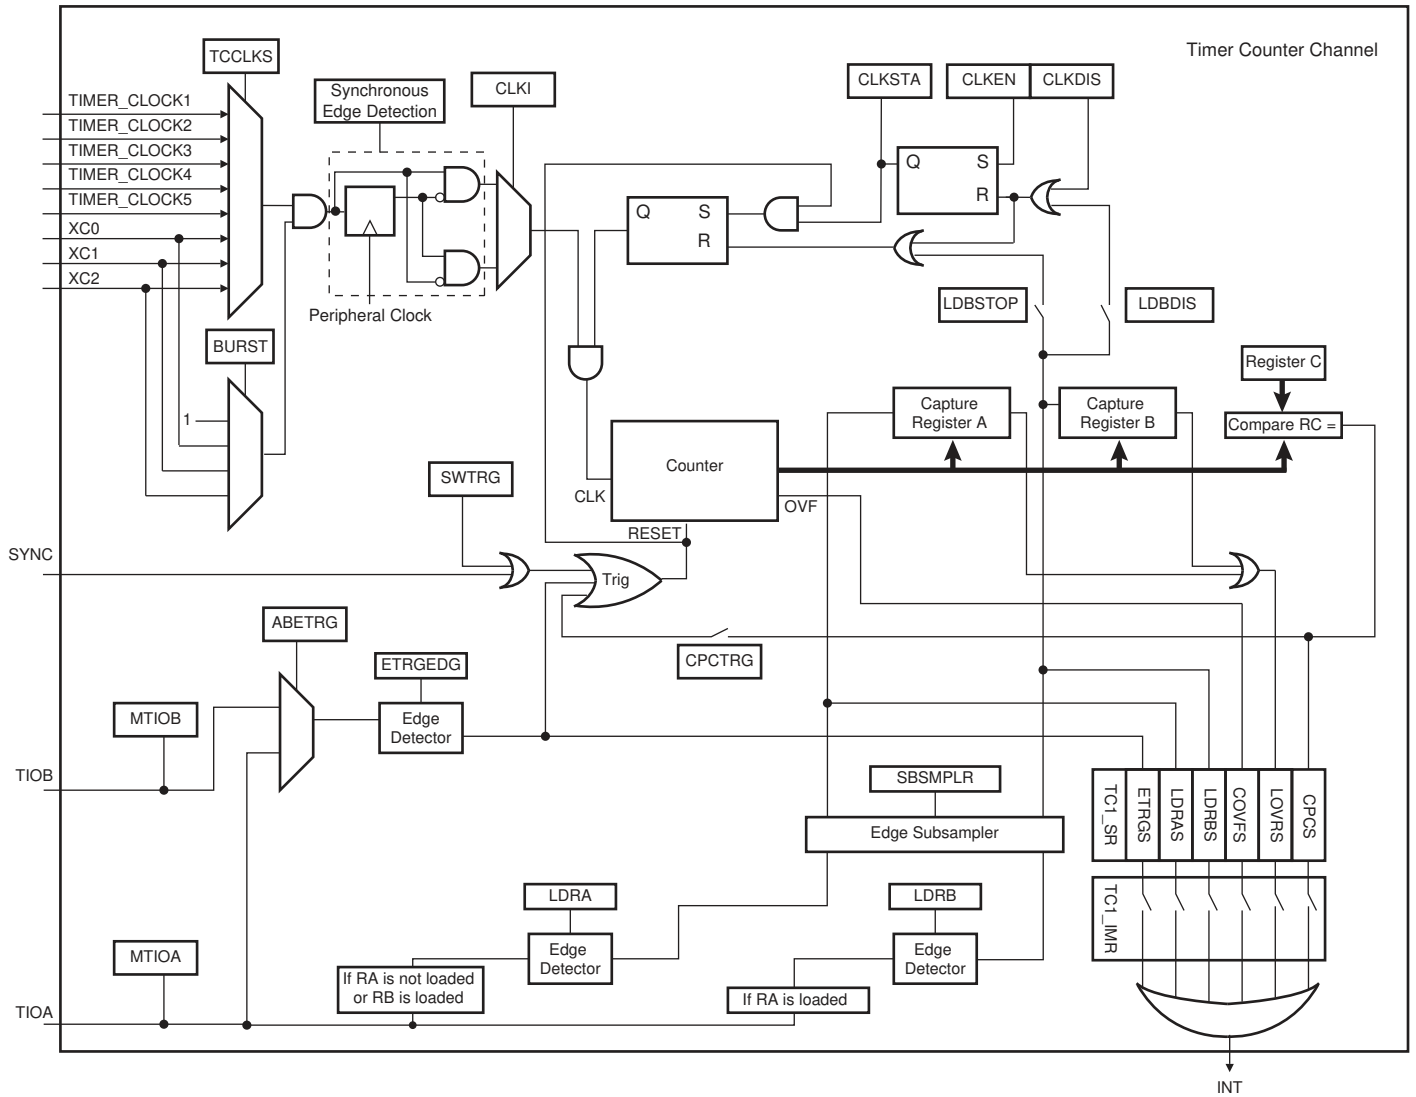 Timer Counter Channel
TCCLKS
TIMER_CLOCK1
TIMER_CLOCK2
TIMER_CLOCK3
TIMER_CLOCK4
TIMER_CLOCK5
XC0
XC1
XC2
Synchronous
Edge Detection
CLKI
Peripheral Clock
CLKSTA
CLKEN
CLKDIS
Q
S
R
Q
S
R
LDBSTOP
LDBDIS
BURST
1
Register C
Capture
Register A
Capture
Register B
Compare RC =
Counter
CLK
OVF
RESET
SWTRG
SYNC
Trig
ABETRG
CPCTRG
ETRGEDG
Edge
Detector
MTIOB
TIOB
SBSMPLR
Edge Subsampler
TC1_SR
ETRGS
LDRAS
LDRBS
COVFS
LOVRS
CPCS
TC1_IMR
LDRA
Edge
Detector
LDRB
Edge
Detector
MTIOA
If RA is not loaded
or RB is loaded
If RA is loaded
TIOA
INT